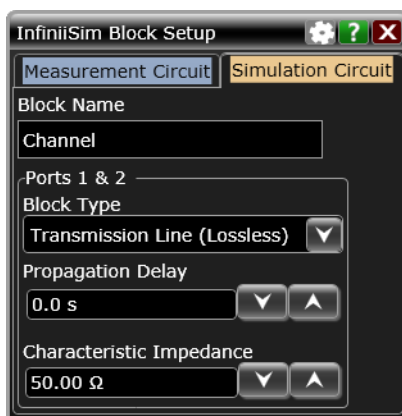 InfiniiSim Block Setup
?
X
Measurement Circuit
Simulation Circuit
Block Name
Channel
Ports 1 & 2
Block Type
Transmission Line (Lossless)
Propagation Delay
0.0 s
Characteristic Impedance
50.00 Ω